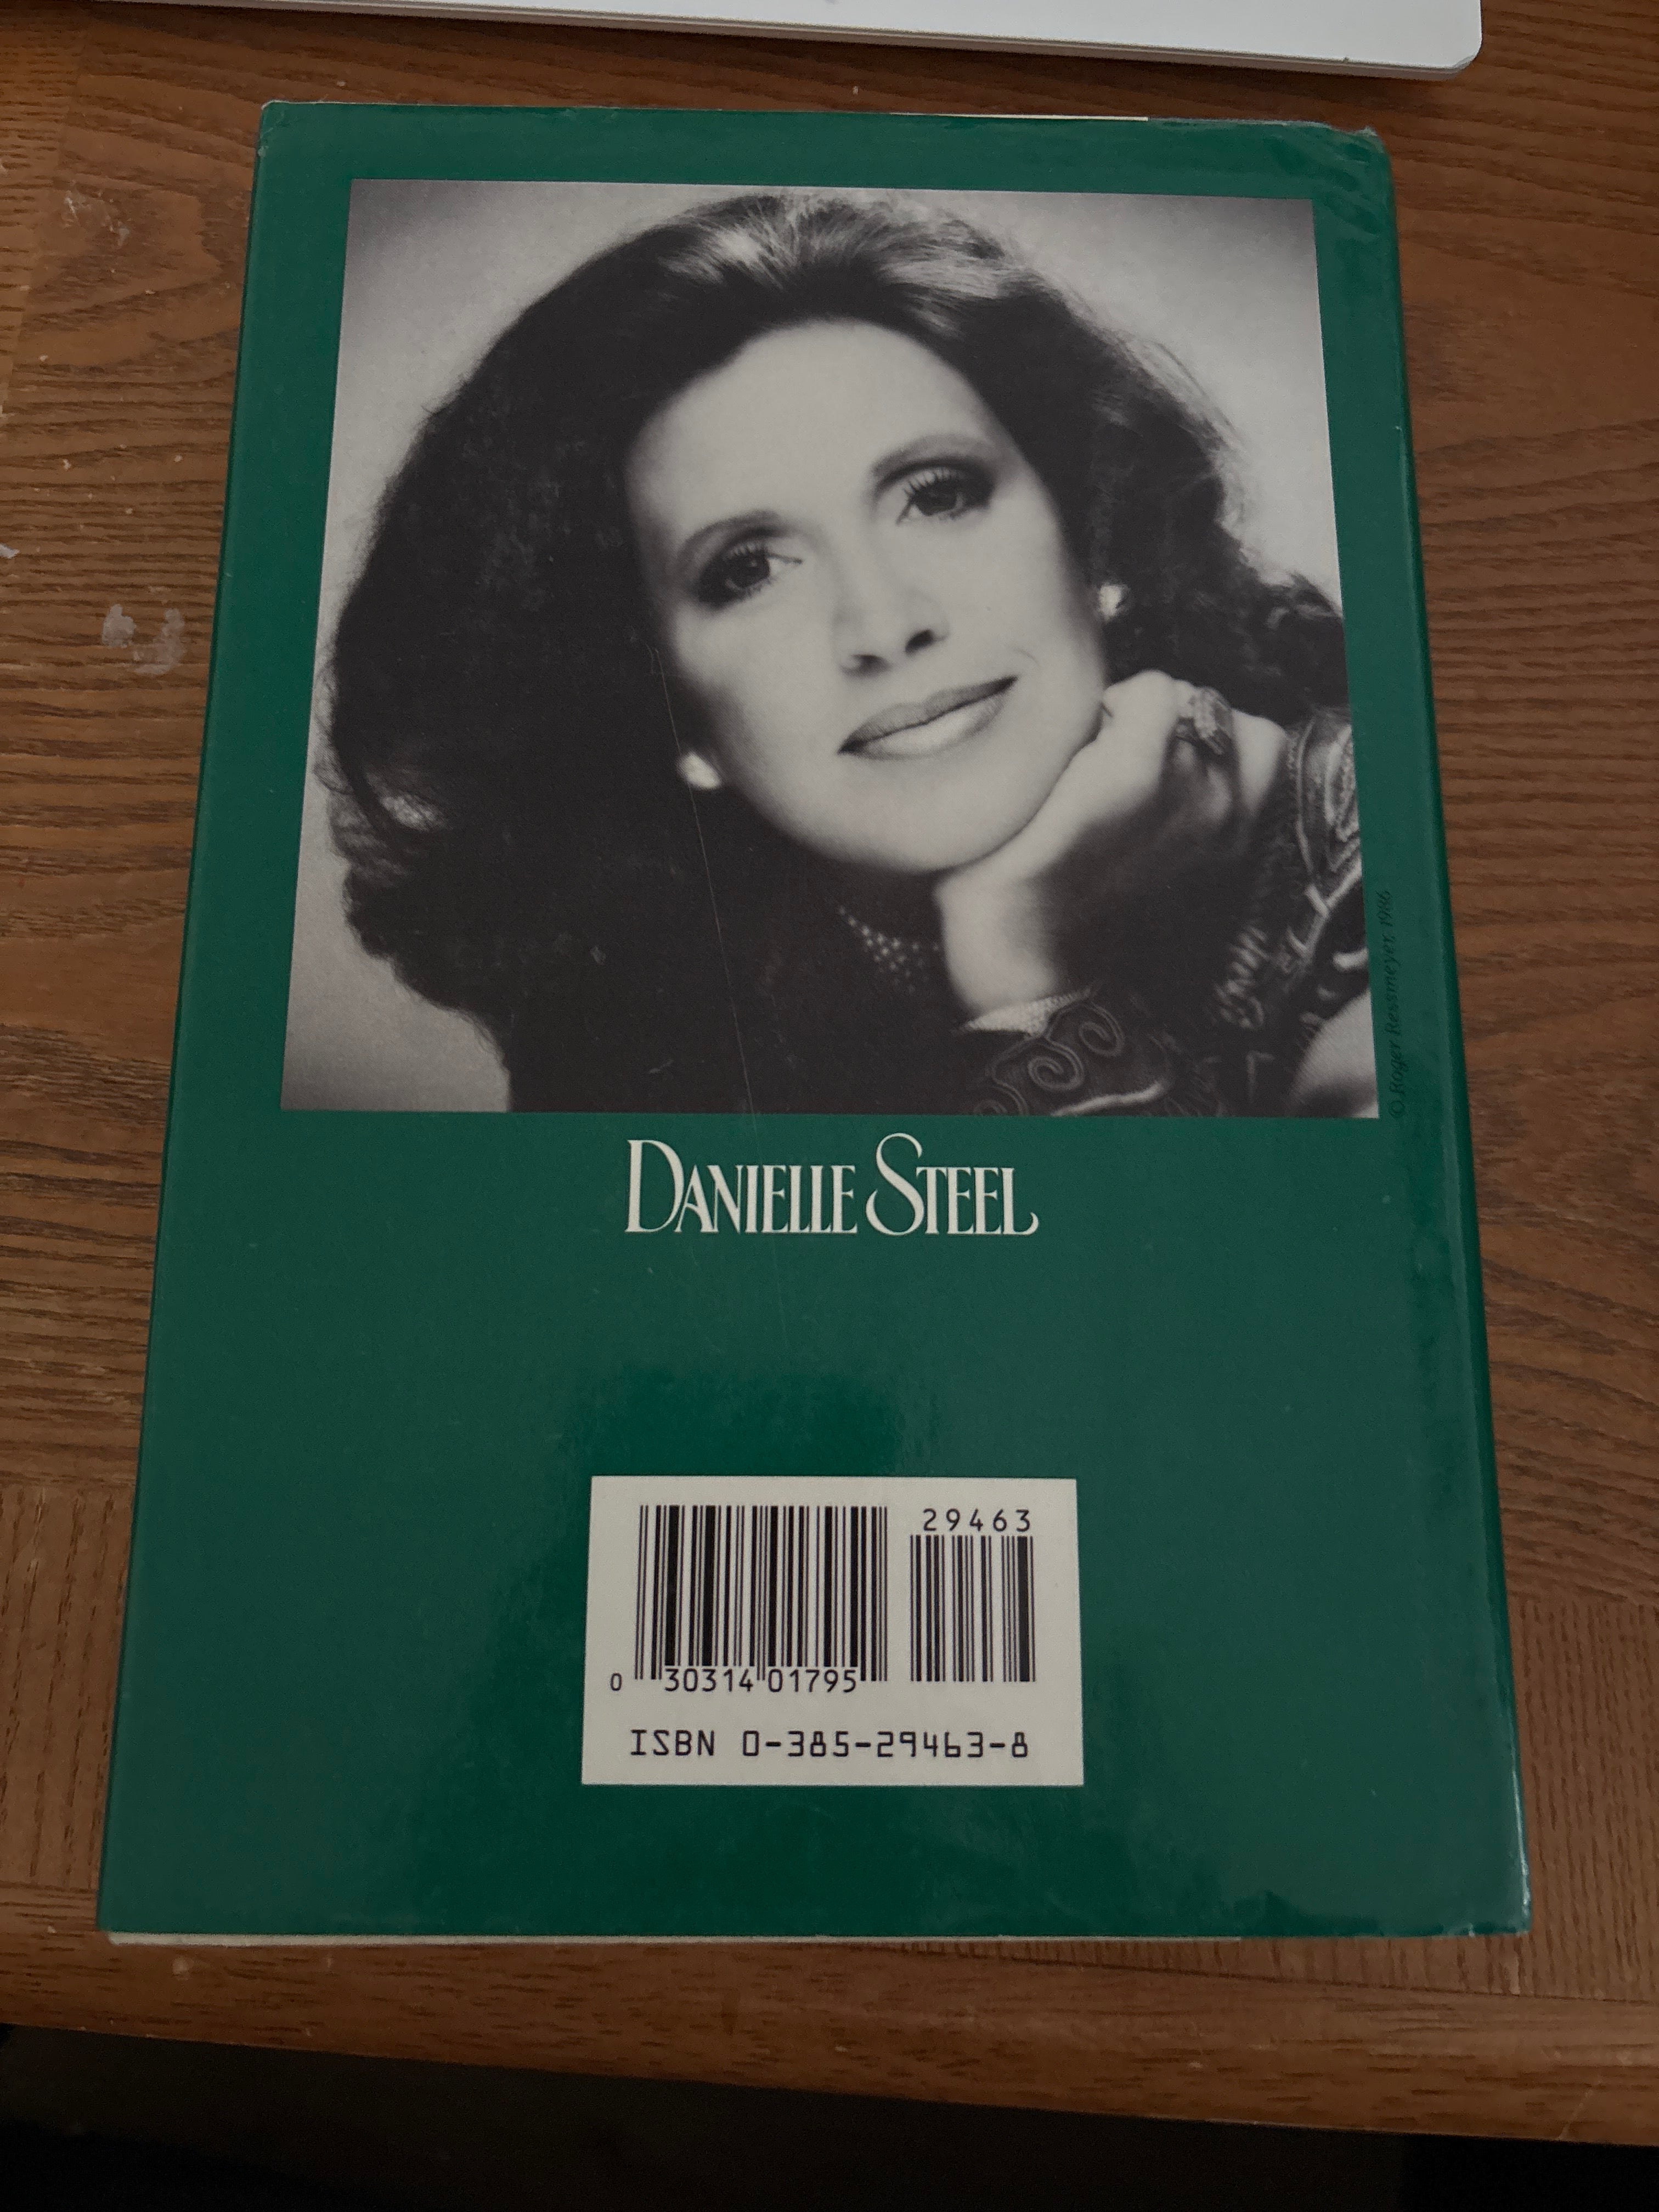 © Roger Ressmeyer, 1986
DANIELLE STEEL
29463
0 30314 01795
ISBN 0-385-29463-8